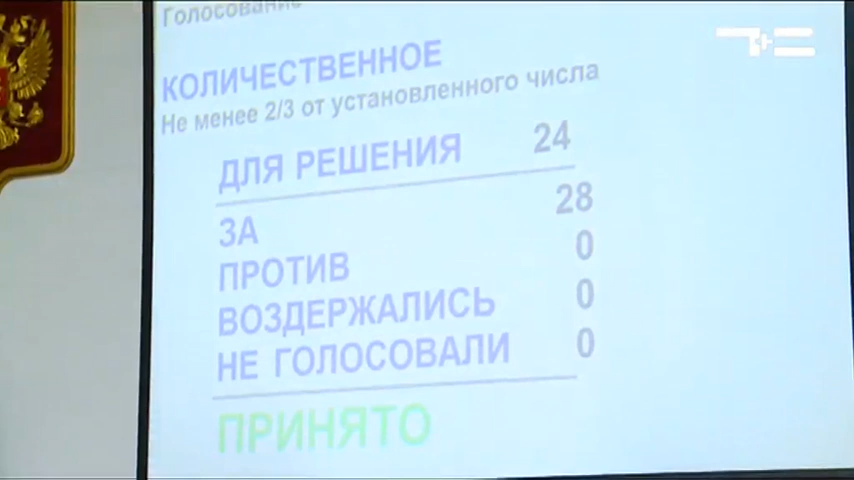 Голосование
КОЛИЧЕСТВЕННОЕ
Не менее 2/3 от установленного числа
ДЛЯ РЕШЕНИЯ 24
ЗА 28
ПРОТИВ 0
ВОЗДЕРЖАЛИСЬ 0
НЕ ГОЛОСОВАЛИ 0
ПРИНЯТО